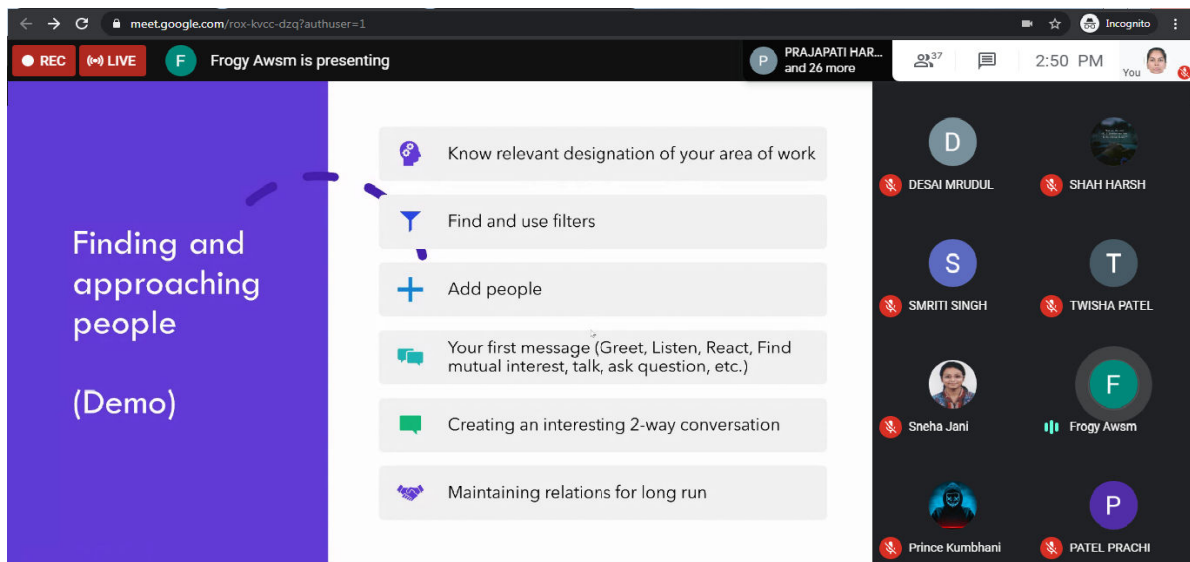 meet.google.com/rox-kvcc-dzq?authuser=1
Incognito
REC
LIVE
F
Frogy Awsm is presenting
P
PRAJAPATI HAR...
and 26 more
37
2:50 PM
You
Finding and
approaching
people
(Demo)
Know relevant designation of your area of work
Find and use filters
Add people
Your first message (Greet, Listen, React, Find
mutual interest, talk, ask question, etc.)
Creating an interesting 2-way conversation
Maintaining relations for long run
D
DESAI MRUDUL
SHAH HARSH
S
SMRITI SINGH
T
TWISHA PATEL
Sneha Jani
F
Frogy Awsm
Prince Kumbhani
P
PATEL PRACHI